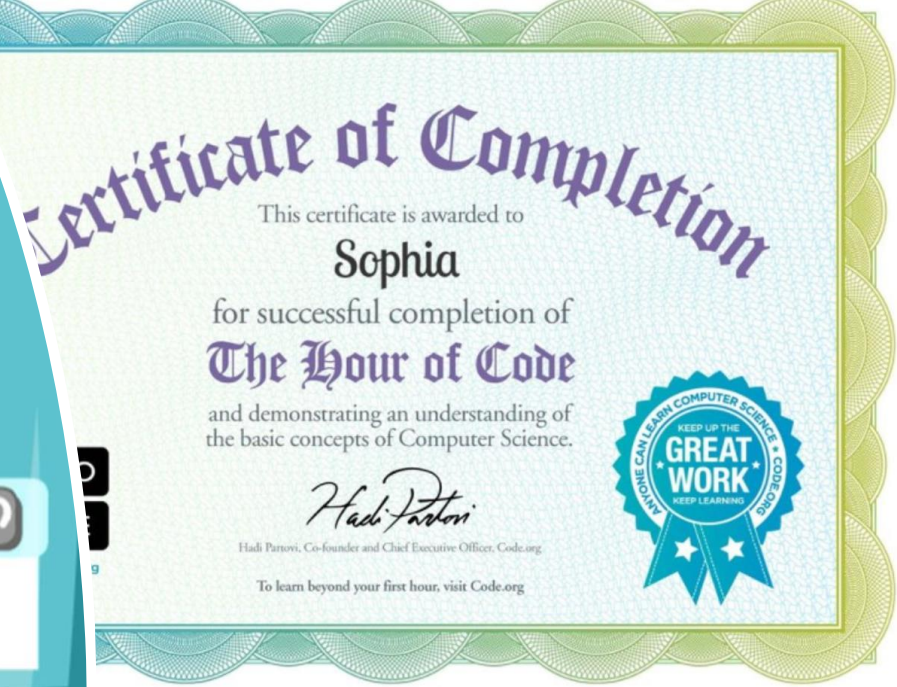 Certificate of Completion
This certificate is awarded to
Sophia
for successful completion of
The Hour of Code
and demonstrating an understanding of
the basic concepts of Computer Science.
Hadi Partovi
Hadi Partovi, Co-founder and Chief Executive Officer, Code.org
To learn beyond your first hour, visit Code.org
ANYONE CAN LEARN COMPUTER SCIENCE * CODE.ORG
KEEP UP THE
GREAT
WORK
KEEP LEARNING
O
g